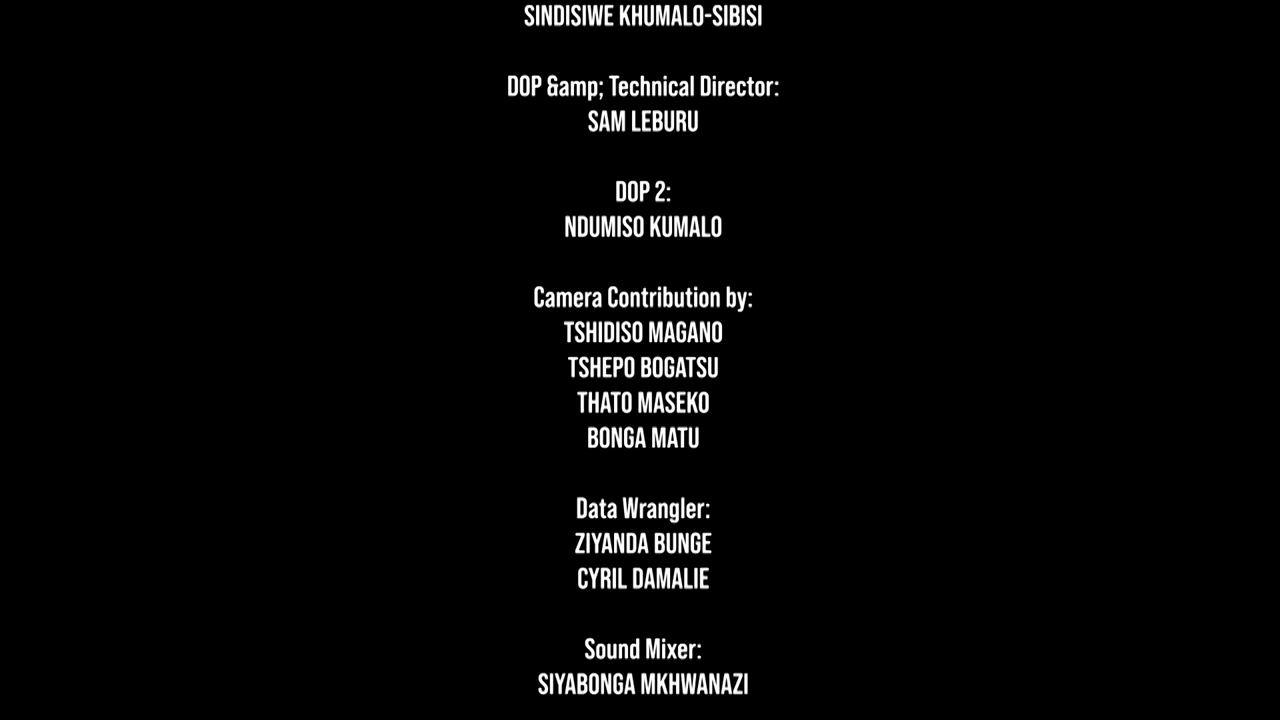 SINDISIWE KHUMALO-SIBISI
DOP &amp; Technical Director:
SAM LEBURU
DOP 2:
NDUMISO KUMALO
Camera Contribution by:
TSHIDISO MAGANO
TSHEPO BOGATSU
THATO MASEKO
BONGA MATU
Data Wrangler:
ZIYANDA BUNGE
CYRIL DAMALIE
Sound Mixer:
SIYABONGA MKHWANAZI